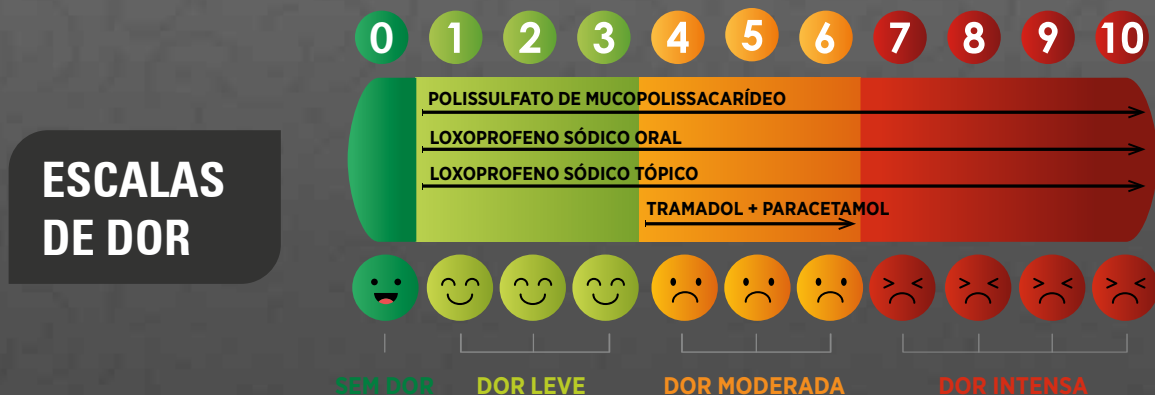 0 1 2 3 4 5 6 7 8 9 10
POLISSULFATO DE MUCOPOLISSACARÍDEO
LOXOPROFENO SÓDICO ORAL
LOXOPROFENO SÓDICO TÓPICO
TRAMADOL + PARACETAMOL
ESCALAS
DE DOR
SEM DOR DOR LEVE DOR MODERADA DOR INTENSA